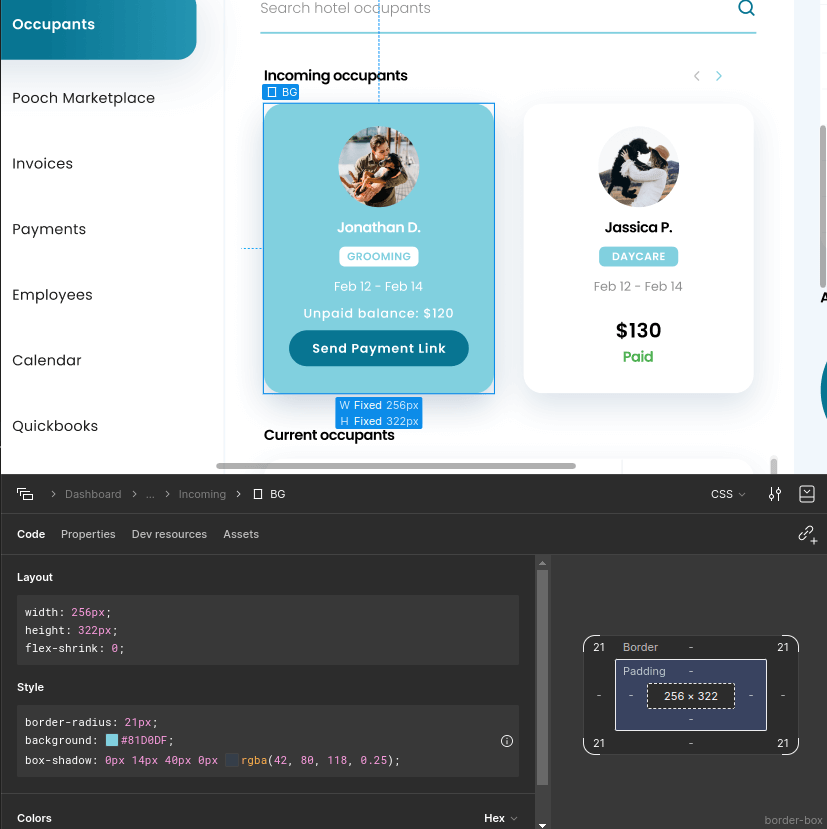 Occupants
Search hotel occupants
Pooch Marketplace
Invoices
Payments
Employees
Calendar
Quickbooks
Incoming occupants
BG
Jonathan D.
GROOMING
Feb 12 - Feb 14
Unpaid balance: $120
Send Payment Link
Jassica P.
DAYCARE
Feb 12 - Feb 14
$130
Paid
W Fixed 256px
H Fixed 322px
Current occupants
Dashboard > ... > Incoming > BG
CSS
Code Properties Dev resources Assets
Layout
width: 256px;
height: 322px;
flex-shrink: 0;
Style
border-radius: 21px;
background: #81D0DF;
box-shadow: 0px 14px 40px 0px rgba(42, 80, 118, 0.25);
Colors
Hex
21 Border - 21
Padding -
- - 256 × 322 - -
-
21 - 21
border-box